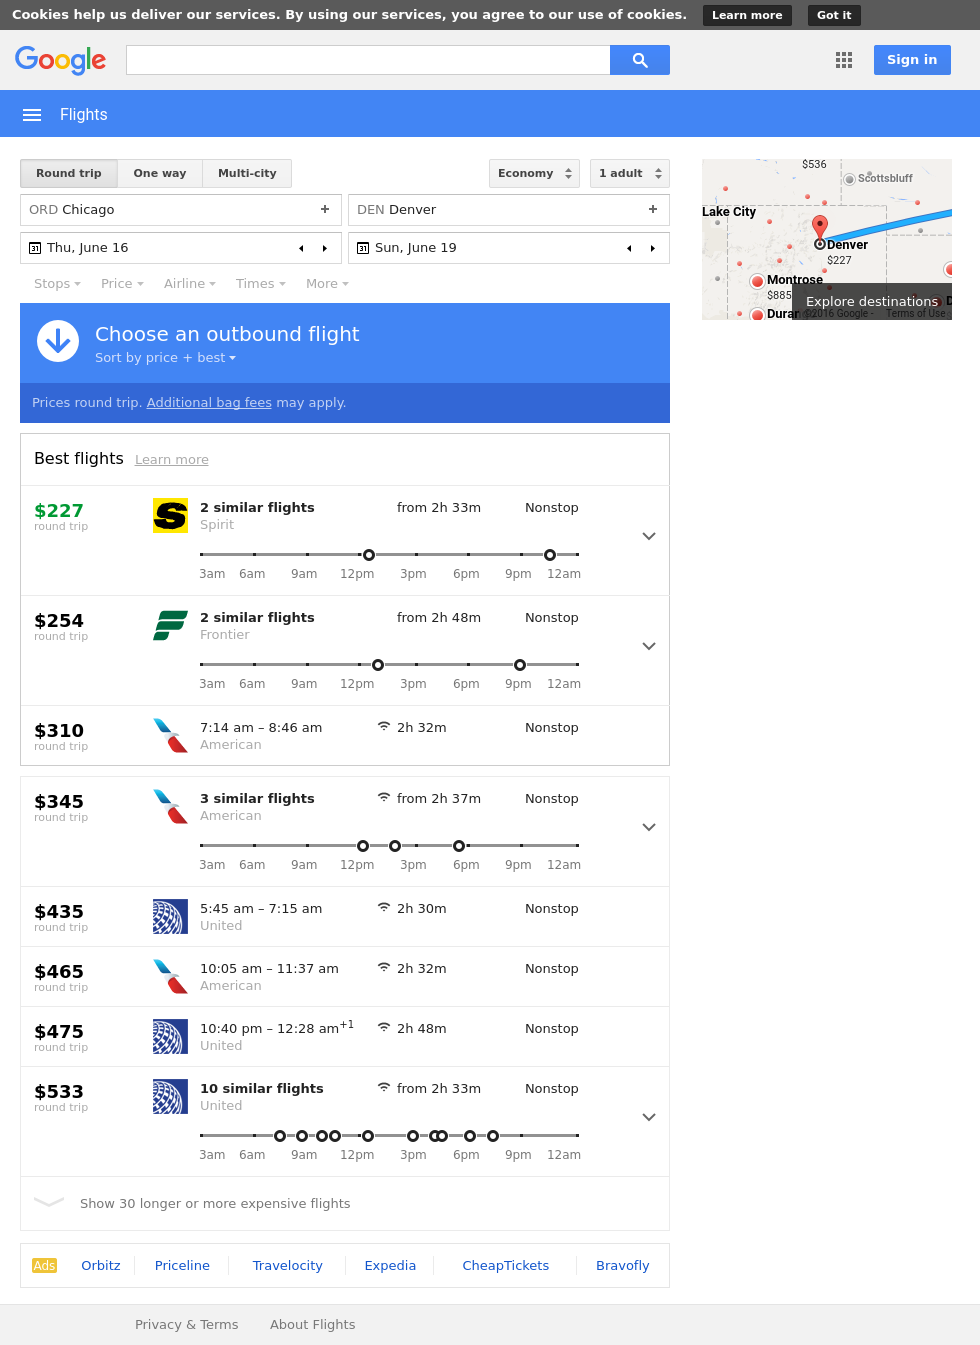 Cookies help us deliver our services. By using our services, you agree to our use of cookies. Learn more Got it
Google Sign in
Flights
Round trip One way Multi-city Economy 1 adult
ORD Chicago + DEN Denver +
31 Thu, June 16 31 Sun, June 19
Stops Price Airline Times More
$536
Scottsbluff
Lake City
Denver
$227
Montrose
$885
Duran
Explore destinations
©2016 Google - Terms of Use
Choose an outbound flight
Sort by price + best
Prices round trip. Additional bag fees may apply.
Best flights Learn more
$227 2 similar flights from 2h 33m Nonstop
round trip Spirit
3am 6am 9am 12pm 3pm 6pm 9pm 12am
$254 2 similar flights from 2h 48m Nonstop
round trip Frontier
3am 6am 9am 12pm 3pm 6pm 9pm 12am
$310 7:14 am – 8:46 am 2h 32m Nonstop
round trip American
$345 3 similar flights from 2h 37m Nonstop
round trip American
3am 6am 9am 12pm 3pm 6pm 9pm 12am
$435 5:45 am – 7:15 am 2h 30m Nonstop
round trip United
$465 10:05 am – 11:37 am 2h 32m Nonstop
round trip American
$475 10:40 pm – 12:28 am+1 2h 48m Nonstop
round trip United
$533 10 similar flights from 2h 33m Nonstop
round trip United
3am 6am 9am 12pm 3pm 6pm 9pm 12am
Show 30 longer or more expensive flights
Ads Orbitz Priceline Travelocity Expedia CheapTickets Bravofly
Privacy & Terms About Flights